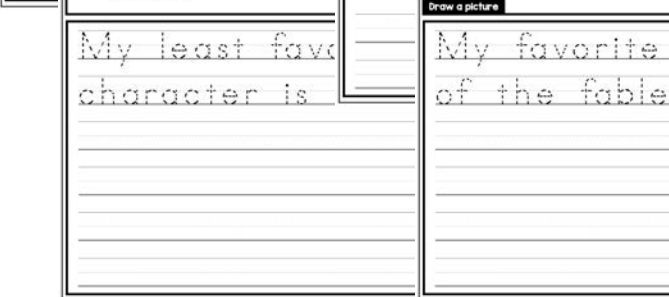 Draw a picture
My least
character is
My favorite
of the fable